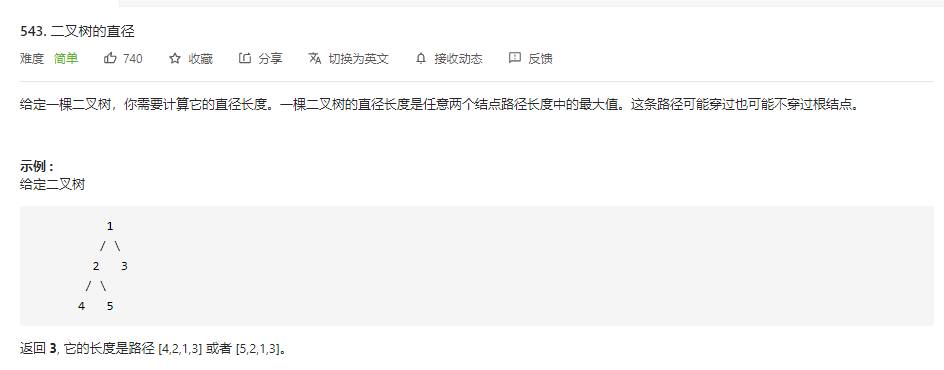 543. 二叉树的直径
难度 简单 740 收藏 分享 切换为英文 接收动态 反馈
给定一棵二叉树，你需要计算它的直径长度。一棵二叉树的直径长度是任意两个结点路径长度中的最大值。这条路径可能穿过也可能不穿过根结点。
示例 :
给定二叉树
1
/ \
2 3
/ \
4 5
返回 3, 它的长度是路径 [4,2,1,3] 或者 [5,2,1,3]。